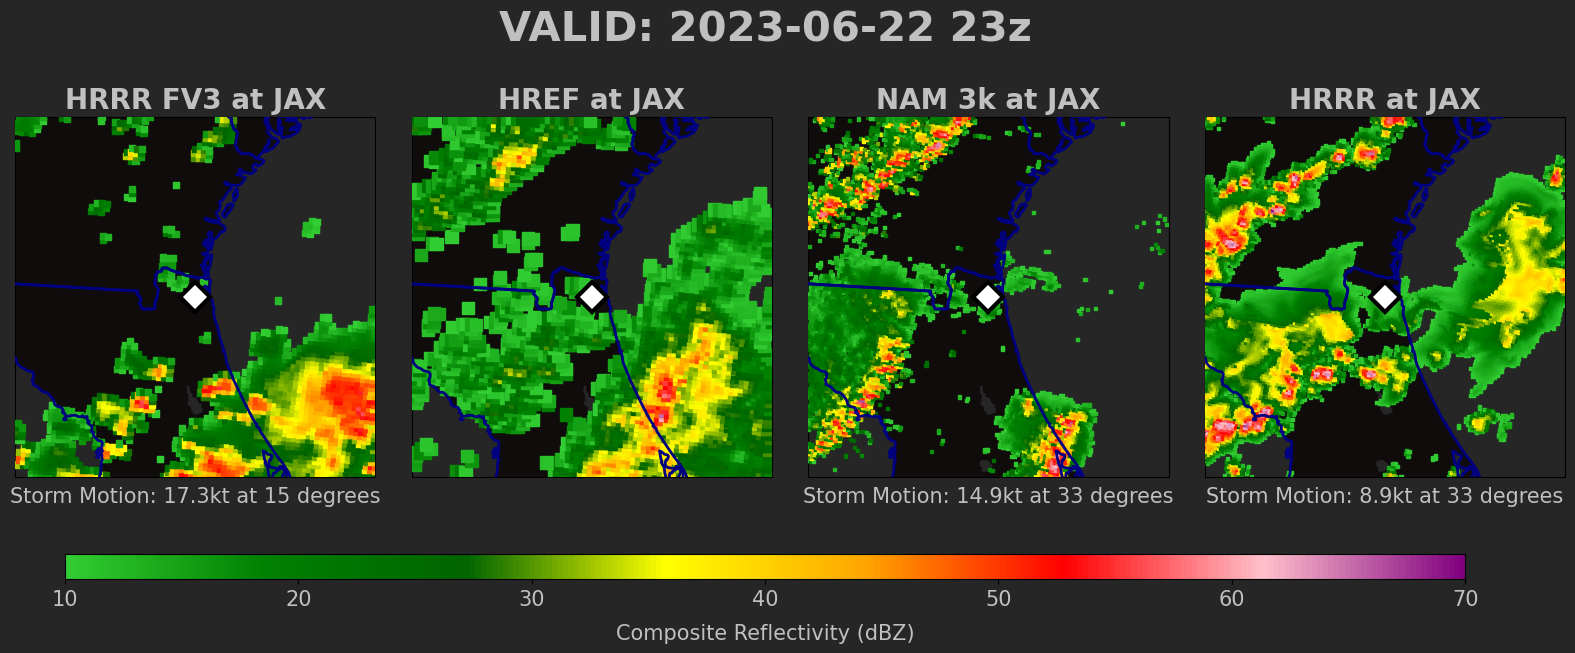 VALID: 2023-06-22 23z
HRRR FV3 at JAX
HREF at JAX
NAM 3k at JAX
HRRR at JAX
Storm Motion: 17.3kt at 15 degrees
Storm Motion: 14.9kt at 33 degrees
Storm Motion: 8.9kt at 33 degrees
10 20 30 40 50 60 70
Composite Reflectivity (dBZ)